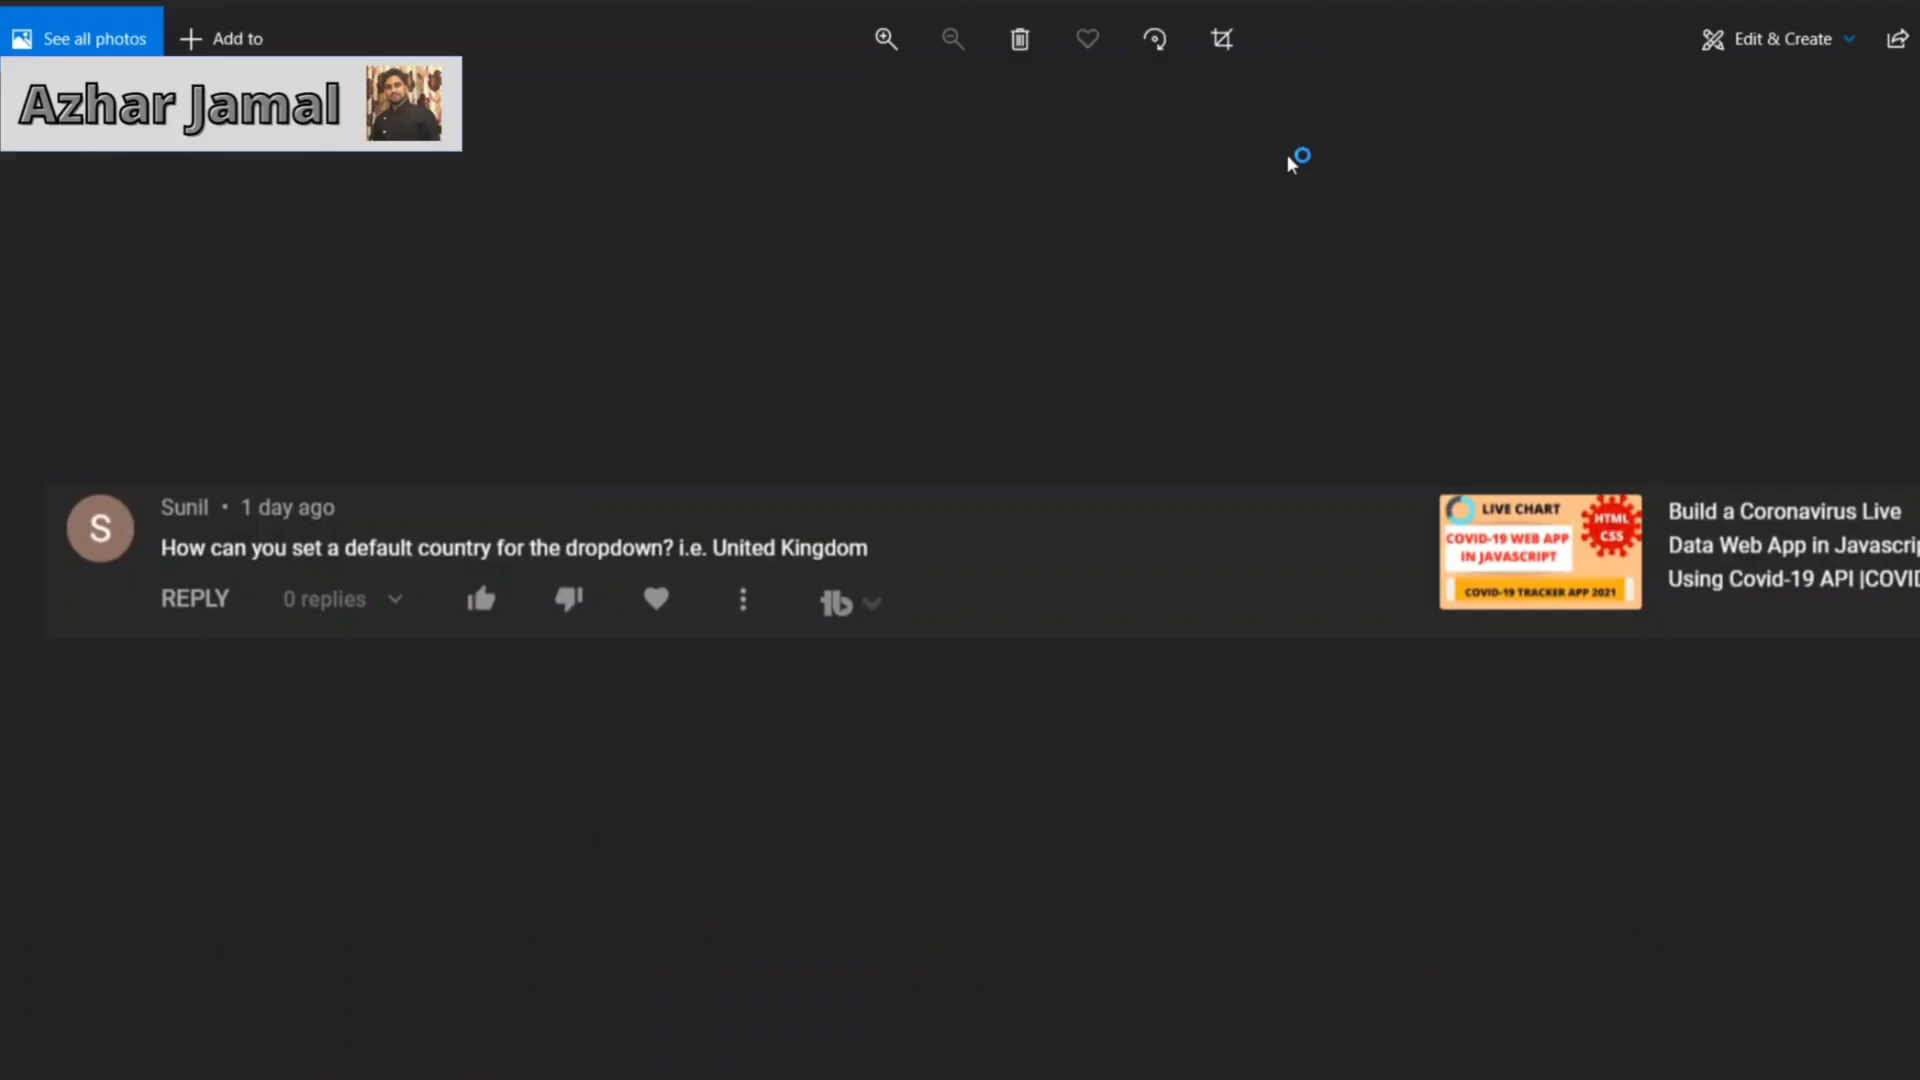 See all photos
Add to
Edit & Create
Azhar Jamal
S
Sunil • 1 day ago
How can you set a default country for the dropdown? i.e. United Kingdom
REPLY
0 replies
LIVE CHART
HTML
CSS
COVID-19 WEB APP
IN JAVASCRIPT
COVID-19 TRACKER APP 2021
Build a Coronavirus Live
Data Web App in Javascrip
Using Covid-19 API |COVID